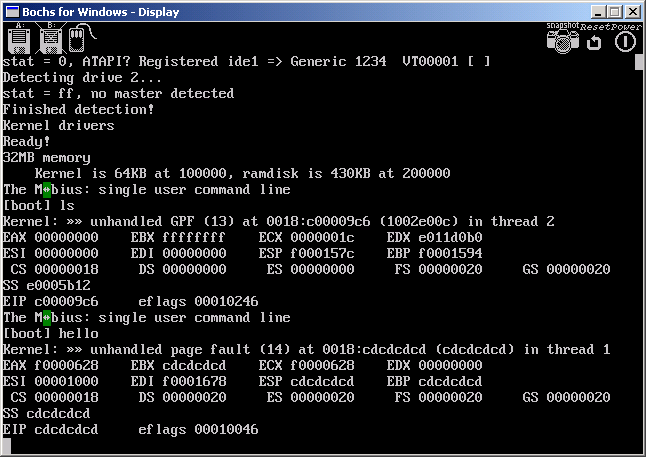 Bochs for Windows - Display
A: B: snapshot Reset Power
stat = 0, ATAPI? Registered ide1 => Generic 1234  VT00001 [ ]
Detecting drive 2...
stat = ff, no master detected
Finished detection!
Kernel drivers
Ready!
32MB memory
    Kernel is 64KB at 100000, ramdisk is 430KB at 200000
The M↔bius: single user command line
[boot] ls
Kernel: »» unhandled GPF (13) at 0018:c00009c6 (1002e00c) in thread 2
EAX 00000000    EBX ffffffff    ECX 0000001c    EDX e011d0b0
ESI 00000000    EDI 00000000    ESP f000157c    EBP f0001594
 CS 00000018     DS 00000000     ES 00000000     FS 00000020     GS 00000020
SS e0005b12
EIP c00009c6     eflags 00010246
The M↔bius: single user command line
[boot] hello
Kernel: »» unhandled page fault (14) at 0018:cdcdcdcd (cdcdcdcd) in thread 1
EAX f0000628    EBX cdcdcdcd    ECX f0000628    EDX 00000000
ESI 00001000    EDI f0001678    ESP cdcdcdcd    EBP cdcdcdcd
 CS 00000018     DS 00000020     ES 00000020     FS 00000020     GS 00000020
SS cdcdcdcd
EIP cdcdcdcd     eflags 00010046